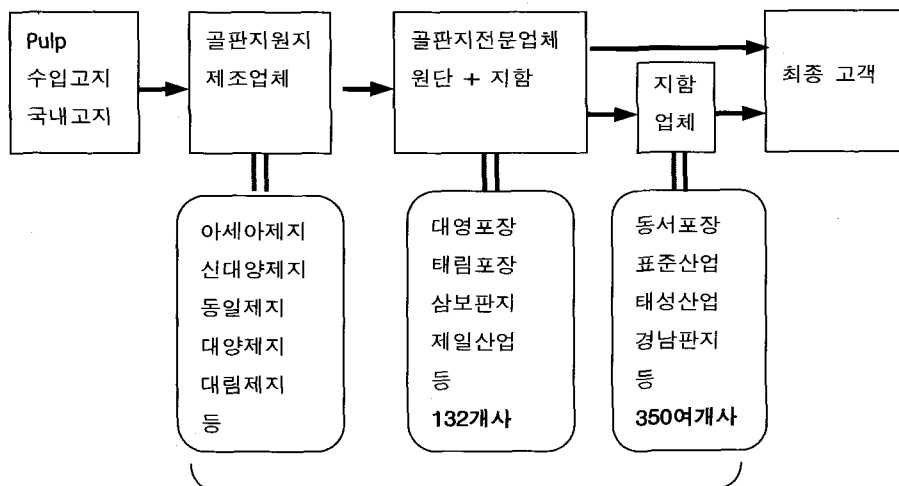 Pulp
수입고지
국내고지
골판지원지
제조업체
골판지전문업체
원단 + 지함
지함
업체
최종 고객
아세아제지
신대양제지
동일제지
대양제지
대림제지
등
대영포장
태림포장
삼보판지
제일산업
등
132개사
동서포장
표준산업
태성산업
경남판지
등
350여개사